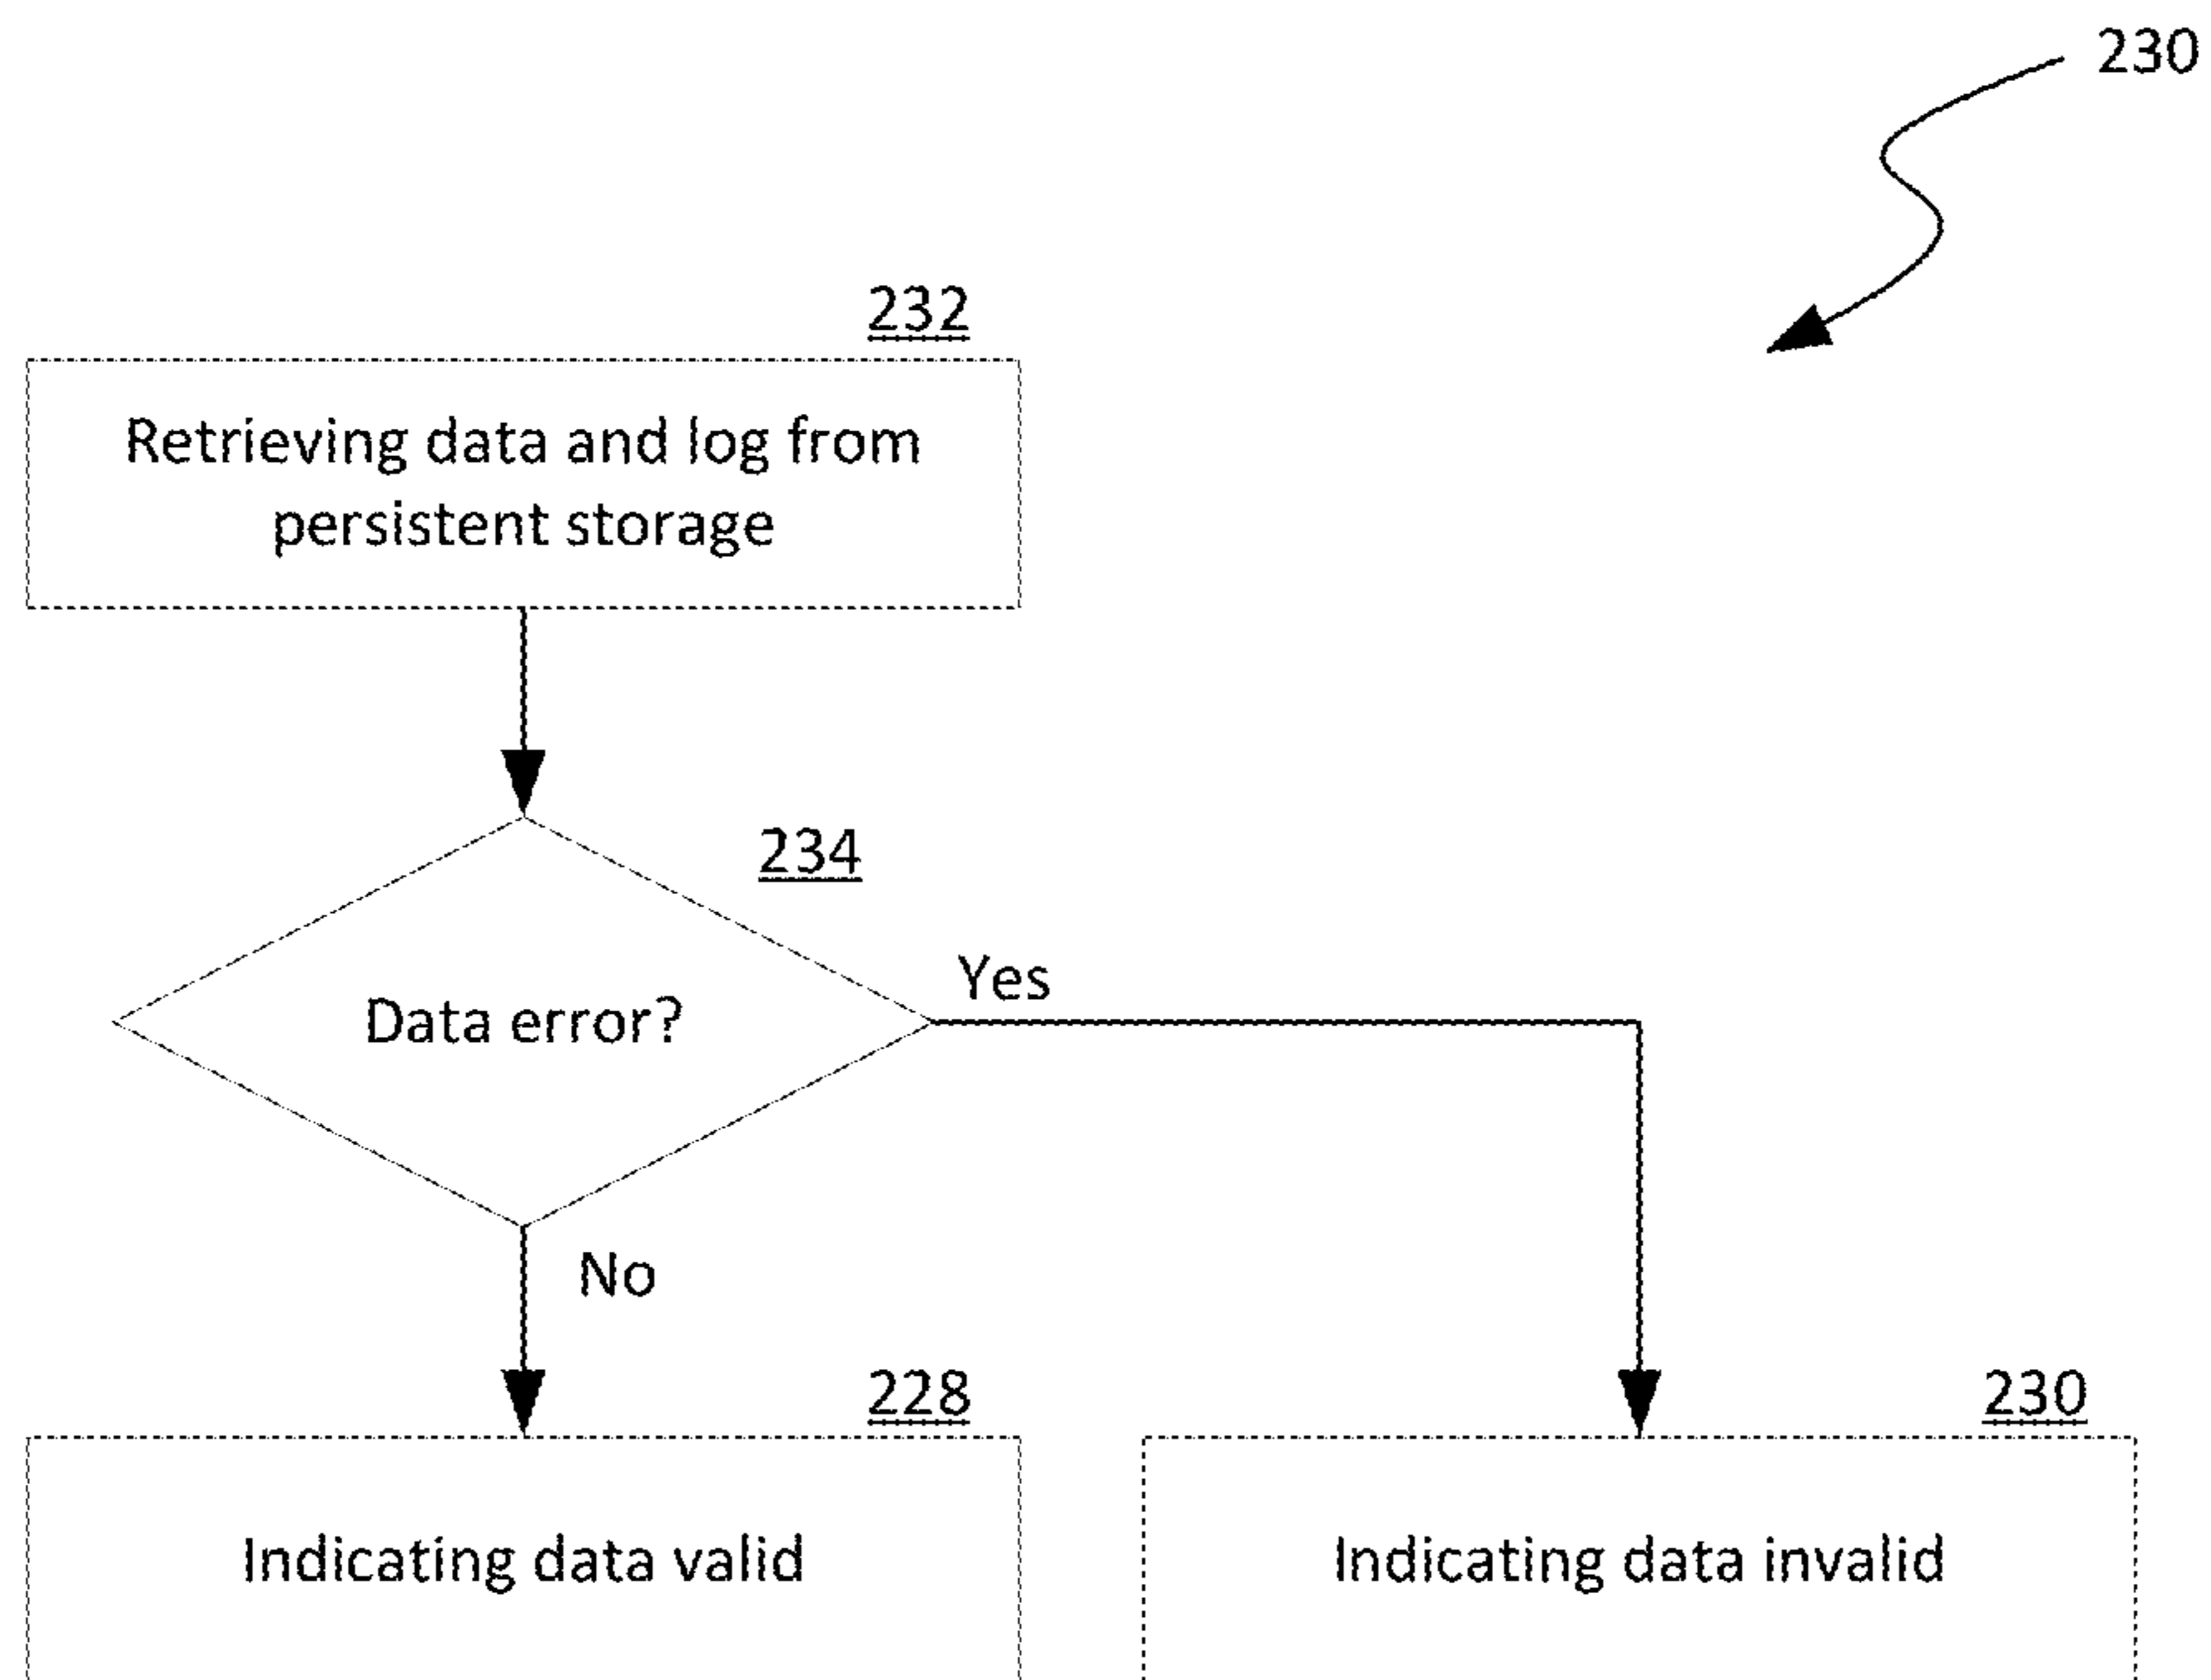 230
232
Retrieving data and log from
persistent storage
234
Data error?
Yes
No
228
Indicating data valid
230
Indicating data invalid